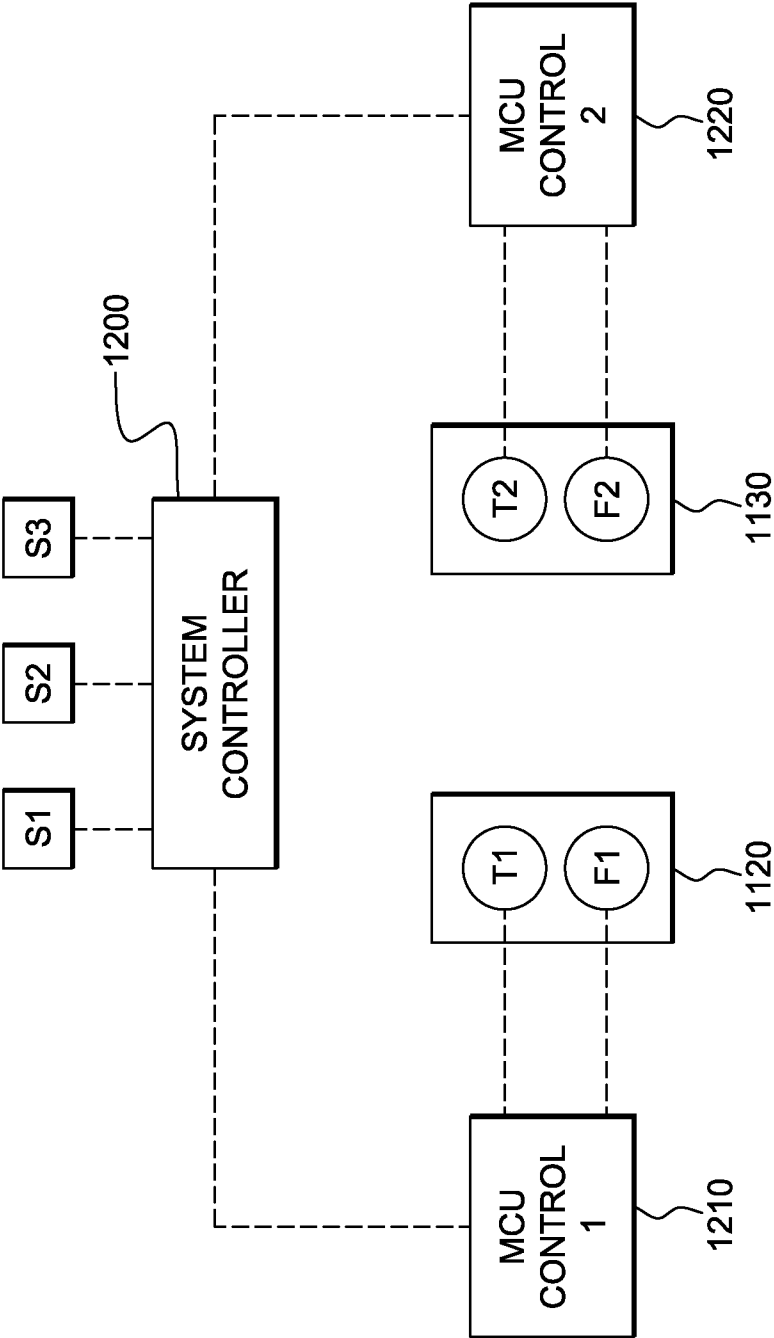 S1
S2
S3
1200
SYSTEM
CONTROLLER
MCU
CONTROL
1
1210
T1
F1
1120
T2
F2
1130
MCU
CONTROL
2
1220